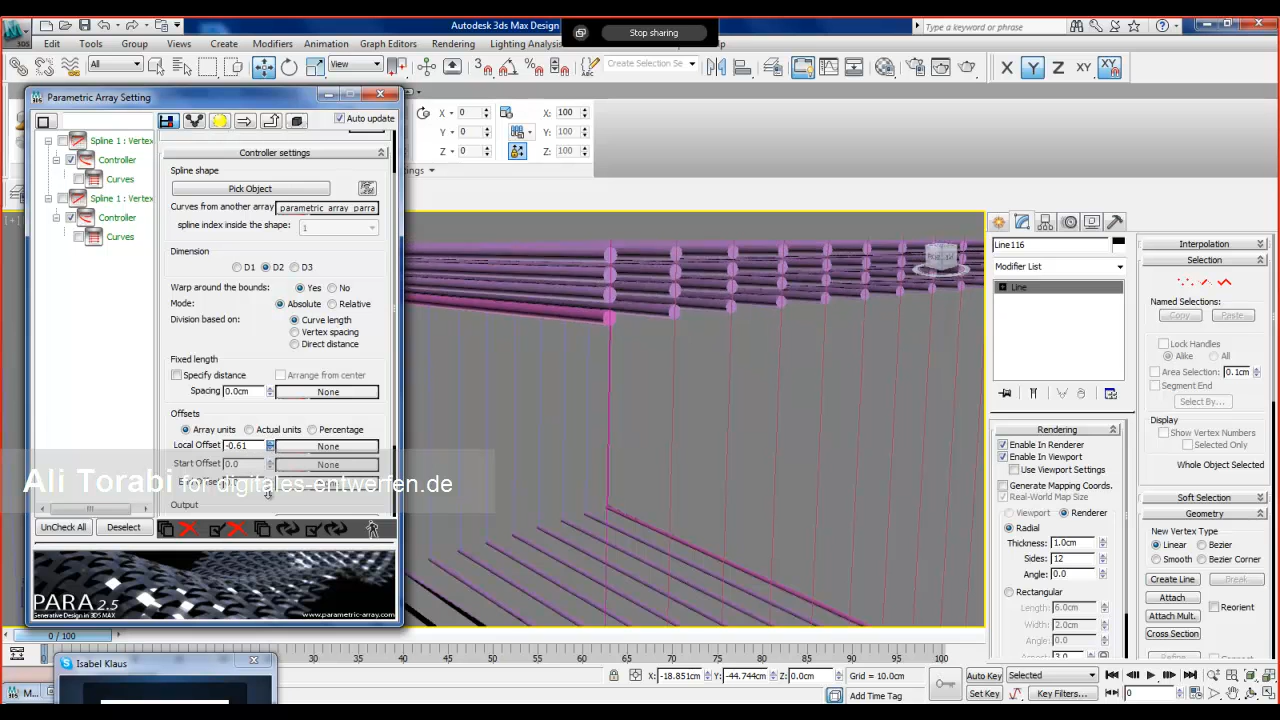 Autodesk 3ds Max Design
Stop sharing
Type a keyword or phrase
Edit Tools Group Views Create Modifiers Animation Graph Editors Rendering Lighting Analysis
All
View
Create Selection Se
X Y Z XY XY
Parametric Array Setting
Auto update
X 0 X: 100
Y 0 Y: 100
Z 0 Z: 100
Spline 1 : Vertex
Controller
Curves
Spline 1 : Vertex
Controller
Curves
Controller settings
Spline shape
Pick Object
Curves from another array parametric array parra
spline index inside the shape: 1
Dimension
D1 D2 D3
Warp around the bounds: Yes No
Mode: Absolute Relative
Division based on: Curve length
Vertex spacing
Direct distance
Fixed length
Specify distance Arrange from center
Spacing 0.0cm None
Offsets
Array units Actual units Percentage
Local Offset -0.61 None
Start Offset 0.0 None
Output
Ali Torabi for digitales-entwerfen.de
UnCheck All Deselect
PARA 2.5
Generative Design in 3DS MAX
www.parametric-array.com
Line116
Modifier List
Line
Rendering
Enable In Renderer
Enable In Viewport
Use Viewport Settings
Generate Mapping Coords.
Real-World Map Size
Viewport Renderer
Radial
Thickness: 1.0cm
Sides: 12
Angle: 0.0
Rectangular
Length: 6.0cm
Width: 2.0cm
Angle: 0.0
Interpolation
Selection
Named Selections:
Copy Paste
Lock Handles
Alike All
Area Selection: 0.1cm
Segment End
Select By...
Display
Show Vertex Numbers
Selected Only
Whole Object Selected
Soft Selection
Geometry
New Vertex Type
Linear Bezier
Smooth Bezier Corner
Create Line Break
Attach Reorient
Attach Mult.
Cross Section
0 / 100
30 35 40 45 50 55 60 65 70 75 80 85 90 95 100
Isabel Klaus
X: -18.851cm Y: -44.744cm Z: 0.0cm Grid = 10.0cm
Auto Key Selected
Add Time Tag
Set Key Key Filters... 0